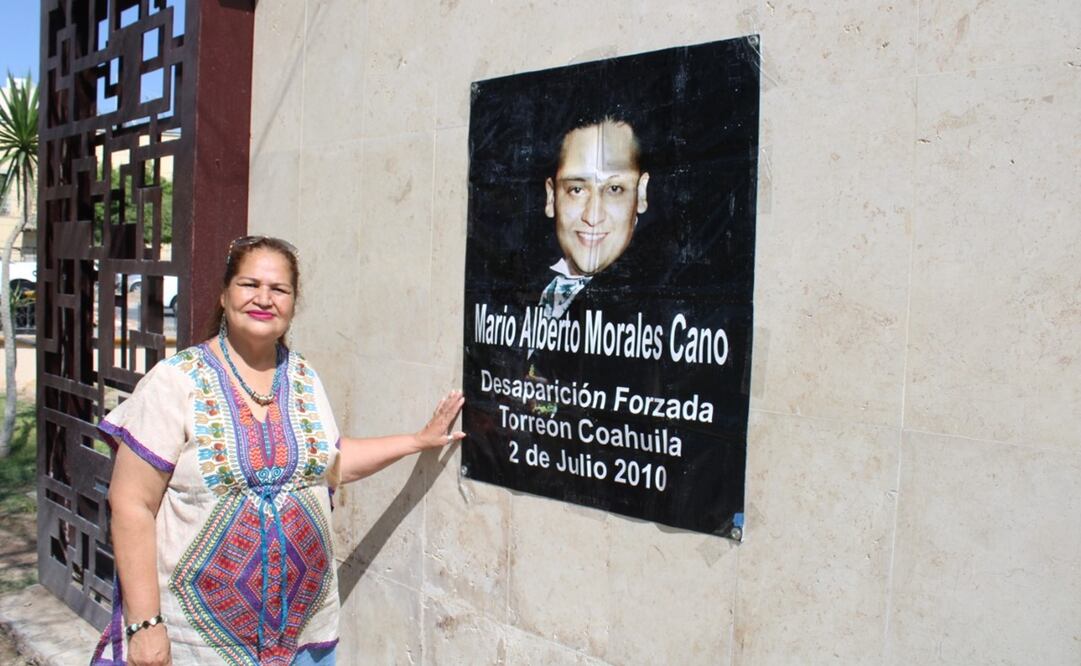 Mario Alberto Morales Cano
Desaparición Forzada
Torreón Coahuila
2 de Julio 2010